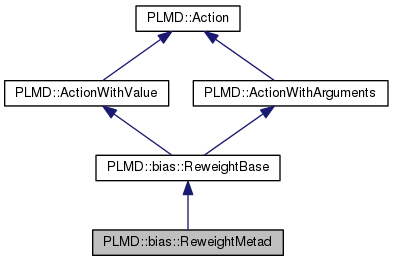 PLMD::Action
PLMD::ActionWithValue
PLMD::ActionWithArguments
PLMD::bias::ReweightBase
PLMD::bias::ReweightMetad